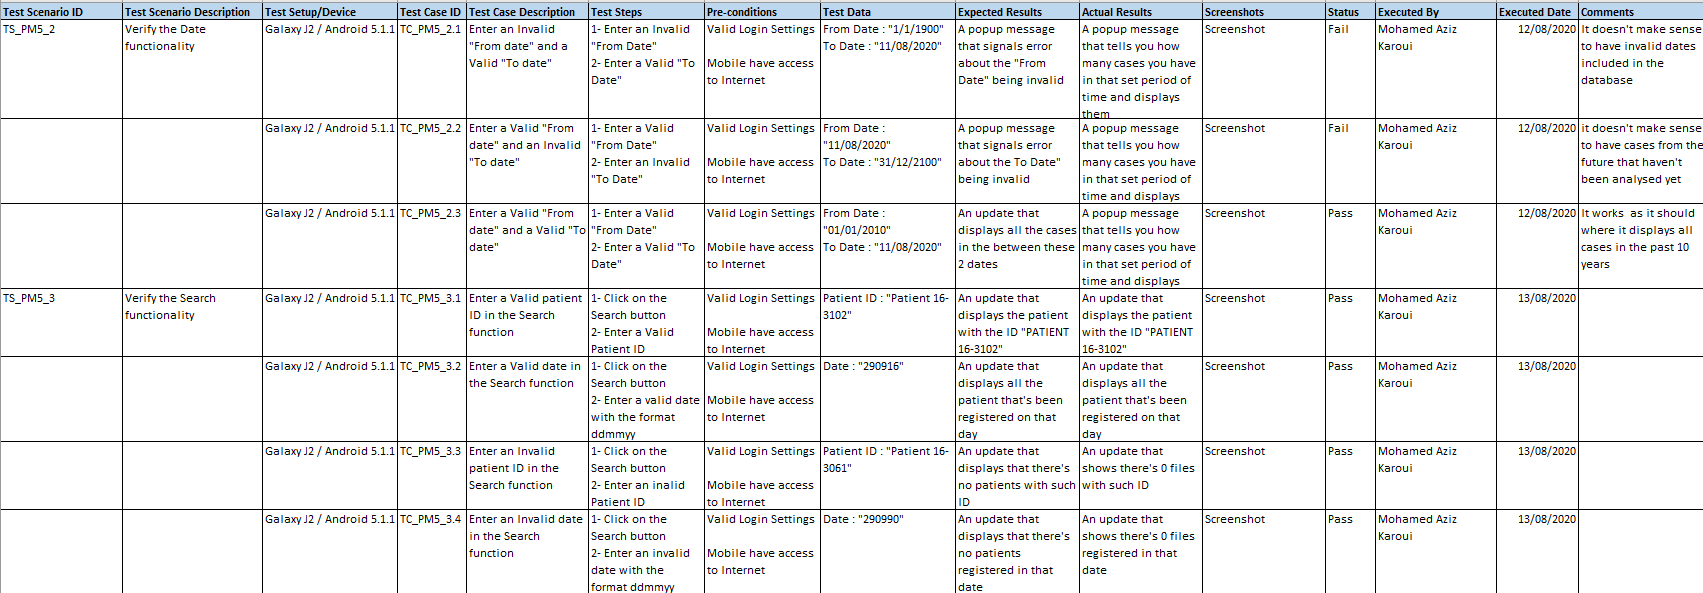 Test Scenario ID
Test Scenario Description
Test Setup/Device
Test Case ID
Test Case Description
Test Steps
Pre-conditions
Test Data
Expected Results
Actual Results
Screenshots
Status
Executed By
Executed Date
Comments
TS_PM5_2
Verify the Date
functionality
Galaxy J2 / Android 5.1.1
TC_PM5_2.1
Enter an Invalid
"From date" and a
Valid "To date"
1- Enter an Invalid
"From Date"
2- Enter a Valid "To
Date"
Valid Login Settings
Mobile have access
to Internet
From Date : "1/1/1900"
To Date : "11/08/2020"
A popup message
that signals error
about the "From
Date" being invalid
A popup message
that tells you how
many cases you have
in that set period of
time and displays
them
Screenshot
Fail
Mohamed Aziz
Karoui
12/08/2020
It doesn't make sense
to have invalid dates
included in the
database
Galaxy J2 / Android 5.1.1
TC_PM5_2.2
Enter a Valid "From
date" and an Invalid
"To date"
1- Enter a Valid
"From Date"
2- Enter an Invalid
"To Date"
Valid Login Settings
Mobile have access
to Internet
From Date :
"11/08/2020"
To Date : "31/12/2100"
A popup message
that signals error
about the To Date"
being invalid
A popup message
that tells you how
many cases you have
in that set period of
time and displays
Screenshot
Fail
Mohamed Aziz
Karoui
12/08/2020
it doesn't make sense
to have cases from the
future that haven't
been analysed yet
Galaxy J2 / Android 5.1.1
TC_PM5_2.3
Enter a Valid "From
date" and a Valid "To
date"
1- Enter a Valid
"From Date"
2- Enter a Valid "To
Date"
Valid Login Settings
Mobile have access
to Internet
From Date :
"01/01/2010"
To Date : "11/08/2020"
An update that
displays all the cases
in the between these
2 dates
A popup message
that tells you how
many cases you have
in that set period of
time and displays
Screenshot
Pass
Mohamed Aziz
Karoui
12/08/2020
It works  as it should
where it displays all
cases in the past 10
years
TS_PM5_3
Verify the Search
functionality
Galaxy J2 / Android 5.1.1
TC_PM5_3.1
Enter a Valid patient
ID in the Search
function
1- Click on the
Search button
2- Enter a Valid
Patient ID
Valid Login Settings
Mobile have access
to Internet
Patient ID : "Patient 16-
3102"
An update that
displays the patient
with the ID "PATIENT
16-3102"
An update that
displays the patient
with the ID "PATIENT
16-3102"
Screenshot
Pass
Mohamed Aziz
Karoui
13/08/2020
Galaxy J2 / Android 5.1.1
TC_PM5_3.2
Enter a Valid date in
the Search function
1- Click on the
Search button
2- Enter a valid date
with the format
ddmmyy
Valid Login Settings
Mobile have access
to Internet
Date : "290916"
An update that
displays all the
patient that's been
registered on that
day
An update that
displays all the
patient that's been
registered on that
day
Screenshot
Pass
Mohamed Aziz
Karoui
13/08/2020
Galaxy J2 / Android 5.1.1
TC_PM5_3.3
Enter an Invalid
patient ID in the
Search function
1- Click on the
Search button
2- Enter an inalid
Patient ID
Valid Login Settings
Mobile have access
to Internet
Patient ID : "Patient 16-
3061"
An update that
displays that there's
no patients with such
ID
An update that
shows there's 0 files
with such ID
Screenshot
Pass
Mohamed Aziz
Karoui
13/08/2020
Galaxy J2 / Android 5.1.1
TC_PM5_3.4
Enter an Invalid date
in the Search
function
1- Click on the
Search button
2- Enter an invalid
date with the
format ddmmyy
Valid Login Settings
Mobile have access
to Internet
Date : "290990"
An update that
displays that there's
no patients
registered in that
date
An update that
shows there's 0 files
registered in that
date
Screenshot
Pass
Mohamed Aziz
Karoui
13/08/2020